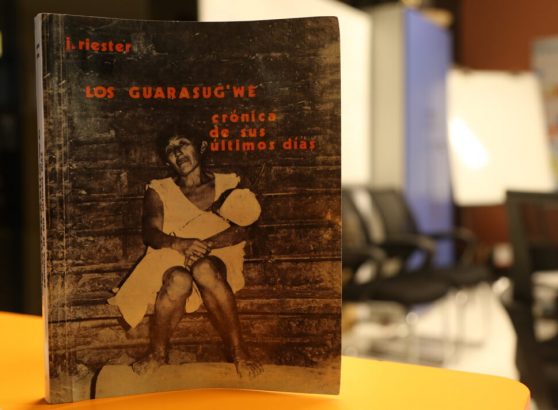 j. riester
LOS GUARASUG'WE
crónica
de sus
últimos días